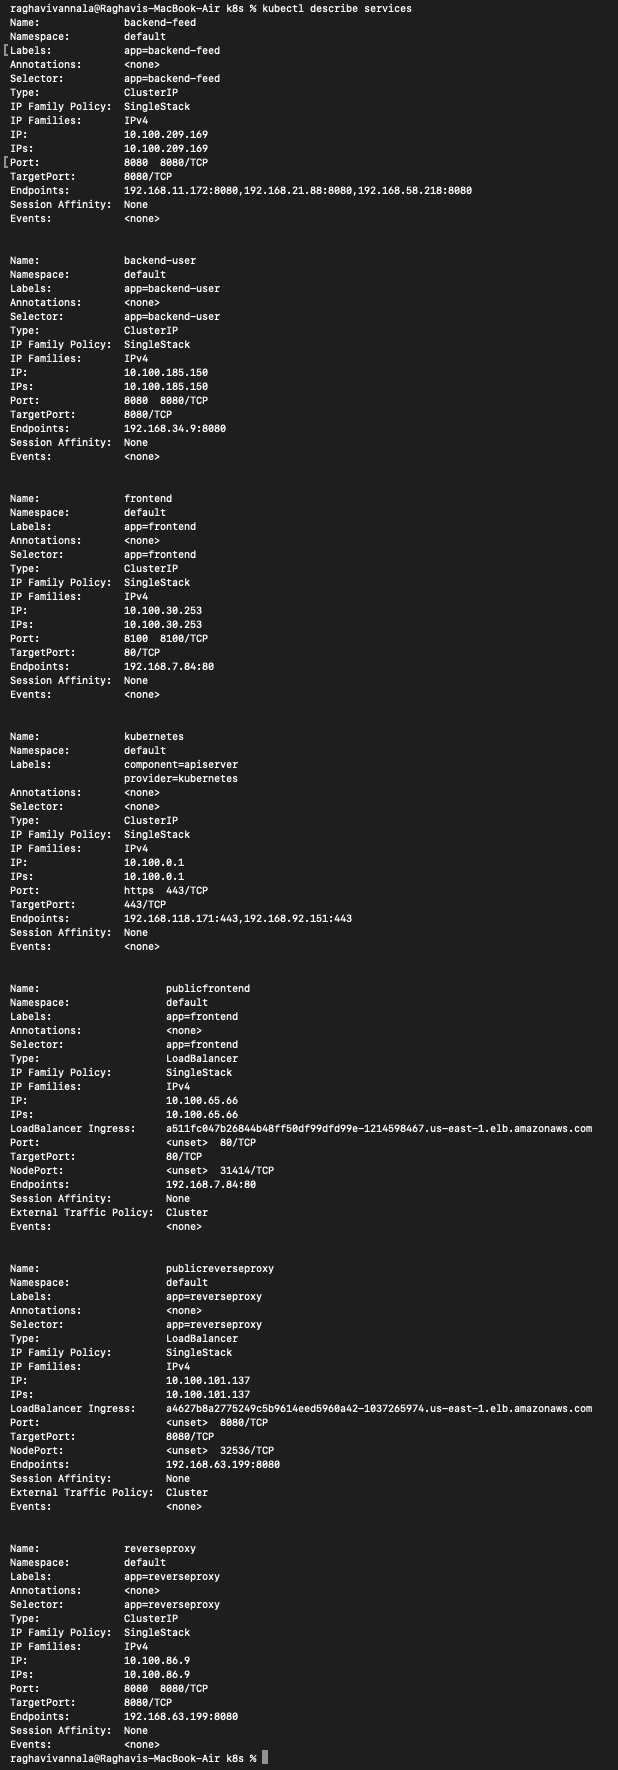 raghavivannala@Raghavis-MacBook-Air k8s % kubectl describe services
Name:              backend-feed
Namespace:         default
[Labels:            app=backend-feed
Annotations:       <none>
Selector:          app=backend-feed
Type:              ClusterIP
IP Family Policy:  SingleStack
IP Families:       IPv4
IP:                10.100.209.169
IPs:               10.100.209.169
[Port:              8080  8080/TCP
TargetPort:        8080/TCP
Endpoints:         192.168.11.172:8080,192.168.21.88:8080,192.168.58.218:8080
Session Affinity:  None
Events:            <none>

Name:              backend-user
Namespace:         default
Labels:            app=backend-user
Annotations:       <none>
Selector:          app=backend-user
Type:              ClusterIP
IP Family Policy:  SingleStack
IP Families:       IPv4
IP:                10.100.185.150
IPs:               10.100.185.150
Port:              8080  8080/TCP
TargetPort:        8080/TCP
Endpoints:         192.168.34.9:8080
Session Affinity:  None
Events:            <none>

Name:              frontend
Namespace:         default
Labels:            app=frontend
Annotations:       <none>
Selector:          app=frontend
Type:              ClusterIP
IP Family Policy:  SingleStack
IP Families:       IPv4
IP:                10.100.30.253
IPs:               10.100.30.253
Port:              8100  8100/TCP
TargetPort:        80/TCP
Endpoints:         192.168.7.84:80
Session Affinity:  None
Events:            <none>

Name:              kubernetes
Namespace:         default
Labels:            component=apiserver
                   provider=kubernetes
Annotations:       <none>
Selector:          <none>
Type:              ClusterIP
IP Family Policy:  SingleStack
IP Families:       IPv4
IP:                10.100.0.1
IPs:               10.100.0.1
Port:              https  443/TCP
TargetPort:        443/TCP
Endpoints:         192.168.118.171:443,192.168.92.151:443
Session Affinity:  None
Events:            <none>

Name:                     publicfrontend
Namespace:                default
Labels:                   app=frontend
Annotations:              <none>
Selector:                 app=frontend
Type:                     LoadBalancer
IP Family Policy:         SingleStack
IP Families:              IPv4
IP:                       10.100.65.66
IPs:                      10.100.65.66
LoadBalancer Ingress:     a511fc047b26844b48ff50df99dfd99e-1214598467.us-east-1.elb.amazonaws.com
Port:                     <unset>  80/TCP
TargetPort:               80/TCP
NodePort:                 <unset>  31414/TCP
Endpoints:                192.168.7.84:80
Session Affinity:         None
External Traffic Policy:  Cluster
Events:                   <none>

Name:                     publicreverseproxy
Namespace:                default
Labels:                   app=reverseproxy
Annotations:              <none>
Selector:                 app=reverseproxy
Type:                     LoadBalancer
IP Family Policy:         SingleStack
IP Families:              IPv4
IP:                       10.100.101.137
IPs:                      10.100.101.137
LoadBalancer Ingress:     a4627b8a2775249c5b9614eed5960a42-1037265974.us-east-1.elb.amazonaws.com
Port:                     <unset>  8080/TCP
TargetPort:               8080/TCP
NodePort:                 <unset>  32536/TCP
Endpoints:                192.168.63.199:8080
Session Affinity:         None
External Traffic Policy:  Cluster
Events:                   <none>

Name:              reverseproxy
Namespace:         default
Labels:            app=reverseproxy
Annotations:       <none>
Selector:          app=reverseproxy
Type:              ClusterIP
IP Family Policy:  SingleStack
IP Families:       IPv4
IP:                10.100.86.9
IPs:               10.100.86.9
Port:              8080  8080/TCP
TargetPort:        8080/TCP
Endpoints:         192.168.63.199:8080
Session Affinity:  None
Events:            <none>
raghavivannala@Raghavis-MacBook-Air k8s %